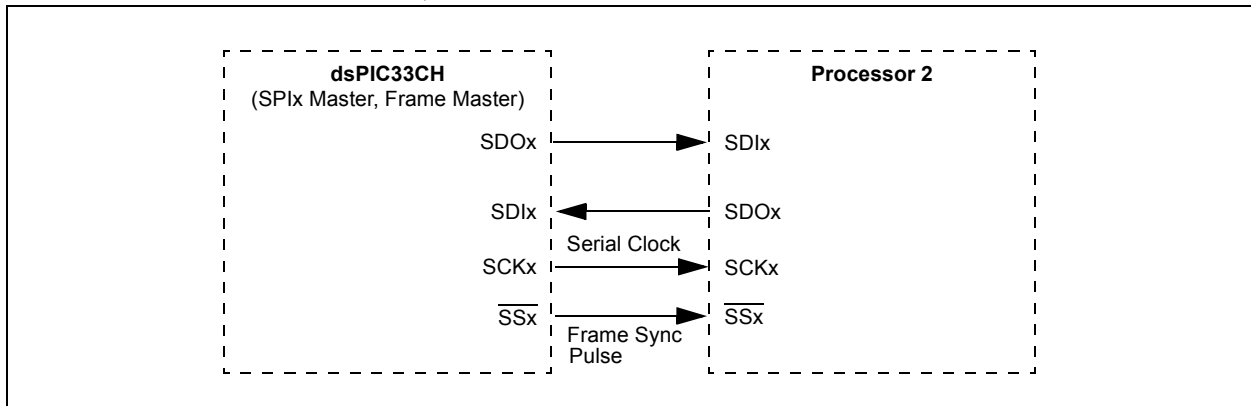 dsPIC33CH
(SPIx Master, Frame Master)
Processor 2
SDOx
SDIx
SDIx
SDOx
Serial Clock
SCKx
SCKx
SSx
SSx
Frame Sync
Pulse